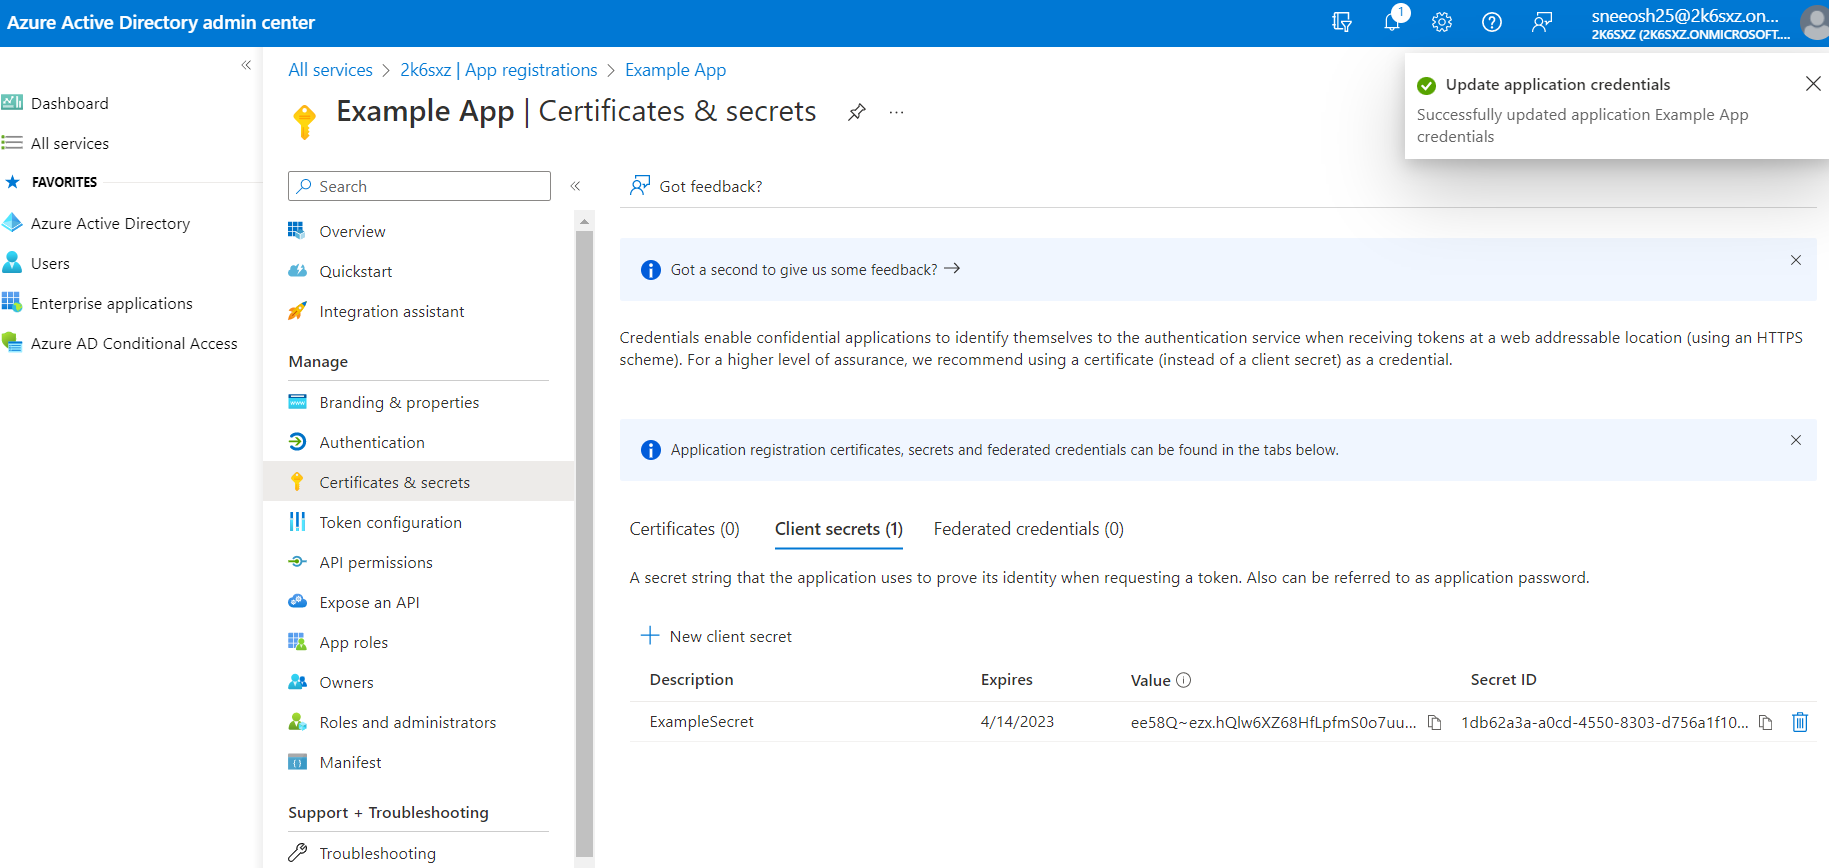 Azure Active Directory admin center
1
sneeosh25@2k6sxz.on...
2K6SXZ (2K6SXZ.ONMICROSOFT....
Dashboard
All services
FAVORITES
Azure Active Directory
Users
Enterprise applications
Azure AD Conditional Access
All services > 2k6sxz | App registrations > Example App
Example App | Certificates & secrets
...
Update application credentials
Successfully updated application Example App
credentials
Search
Overview
Quickstart
Integration assistant
Manage
Branding & properties
Authentication
Certificates & secrets
Token configuration
API permissions
Expose an API
App roles
Owners
Roles and administrators
Manifest
Support + Troubleshooting
Troubleshooting
Got feedback?
Got a second to give us some feedback? →
Credentials enable confidential applications to identify themselves to the authentication service when receiving tokens at a web addressable location (using an HTTPS
scheme). For a higher level of assurance, we recommend using a certificate (instead of a client secret) as a credential.
Application registration certificates, secrets and federated credentials can be found in the tabs below.
Certificates (0) Client secrets (1) Federated credentials (0)
A secret string that the application uses to prove its identity when requesting a token. Also can be referred to as application password.
New client secret
Description Expires Value Secret ID
ExampleSecret 4/14/2023 ee58Q~ezx.hQlw6XZ68HfLpfmS0o7uu... 1db62a3a-a0cd-4550-8303-d756a1f10...